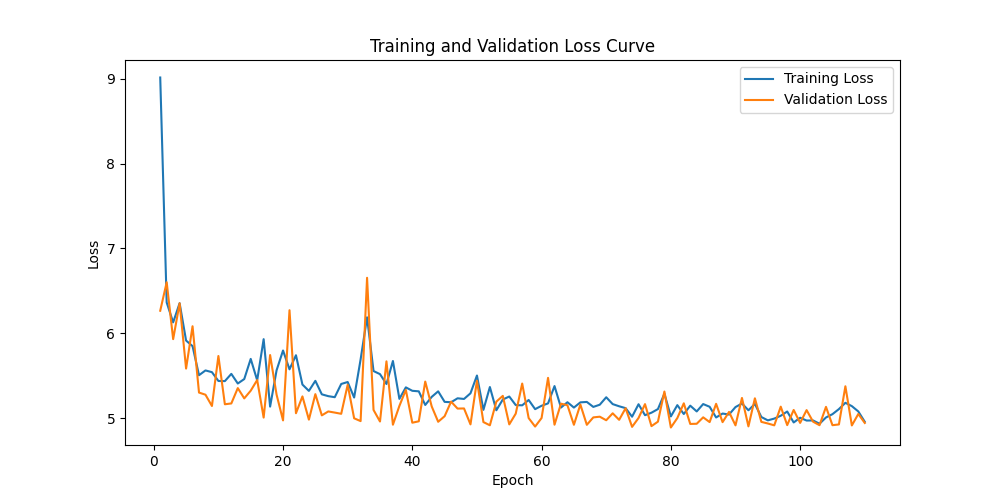 Training and Validation Loss Curve
Training Loss
Validation Loss
9
8
7
6
5
Loss
0 20 40 60 80 100
Epoch